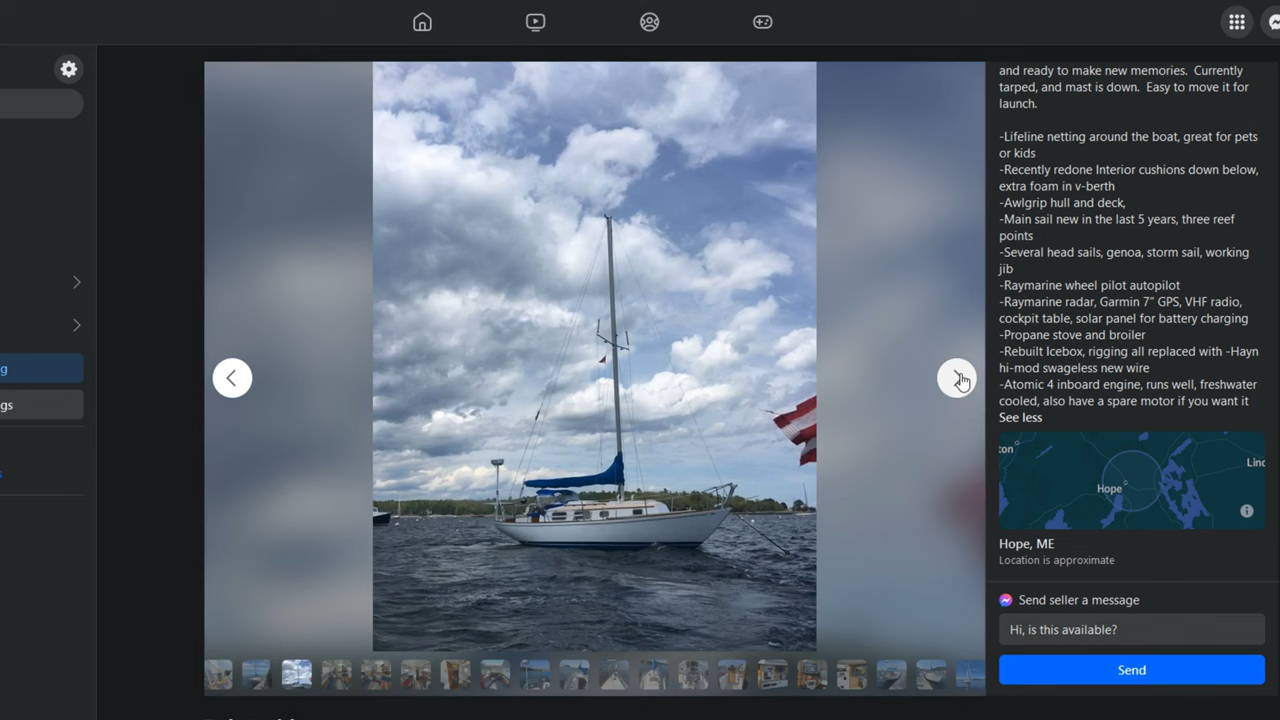 and ready to make new memories.  Currently
tarped, and mast is down.  Easy to move it for
launch.
-Lifeline netting around the boat, great for pets
or kids
-Recently redone Interior cushions down below,
extra foam in v-berth
-Awlgrip hull and deck,
-Main sail new in the last 5 years, three reef
points
-Several head sails, genoa, storm sail, working
jib
-Raymarine wheel pilot autopilot
-Raymarine radar, Garmin 7” GPS, VHF radio,
cockpit table, solar panel for battery charging
-Propane stove and broiler
-Rebuilt Icebox, rigging all replaced with -Hayn
hi-mod swageless new wire
-Atomic 4 inboard engine, runs well, freshwater
cooled, also have a spare motor if you want it
See less
ton
Linc
Hope
Hope, ME
Location is approximate
Send seller a message
Hi, is this available?
Send
g
gs
s